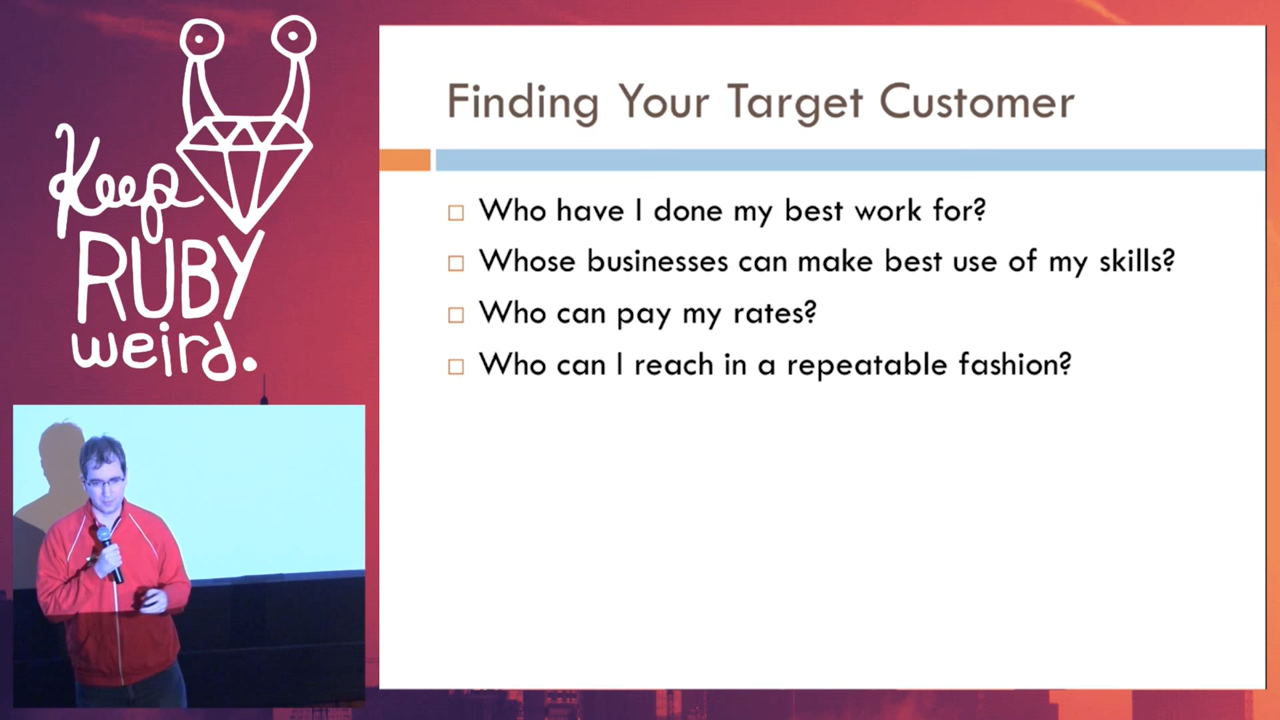 Keep
RUBY
weird.
Finding Your Target Customer
Who have I done my best work for?
Whose businesses can make best use of my skills?
Who can pay my rates?
Who can I reach in a repeatable fashion?